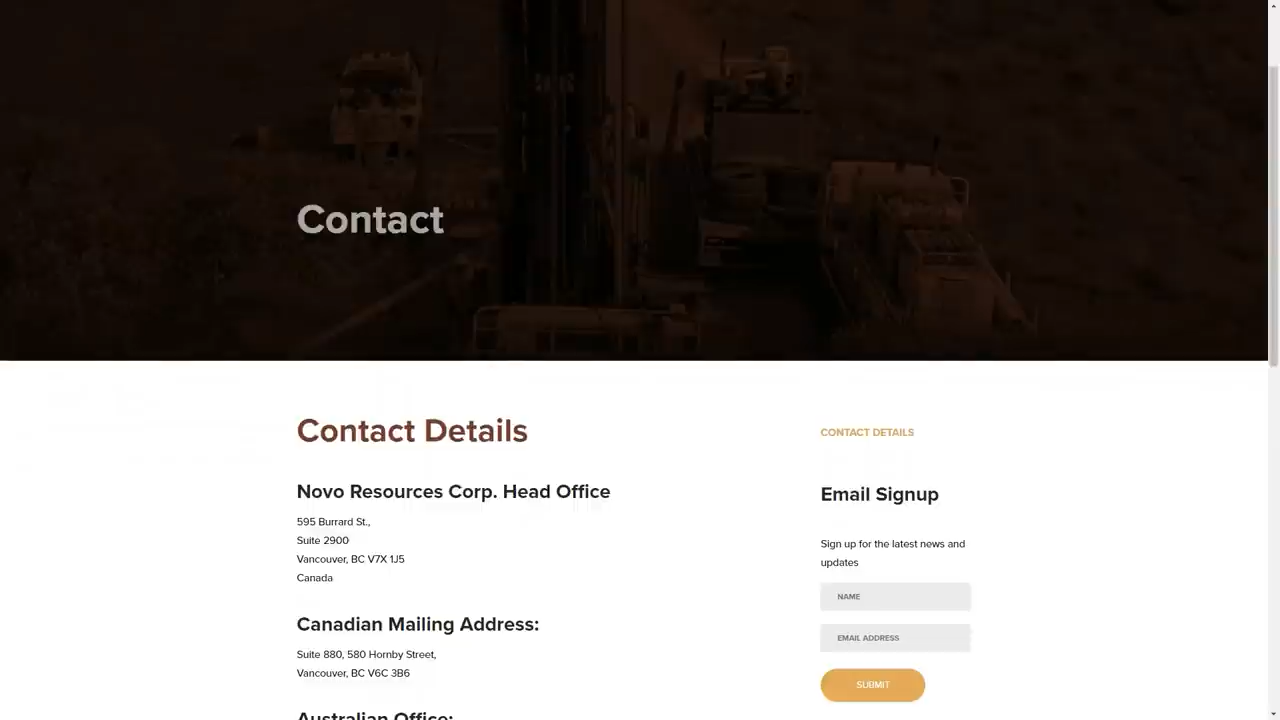 Contact
Contact Details
Novo Resources Corp. Head Office
595 Burrard St.,
Suite 2900
Vancouver, BC V7X 1J5
Canada
Canadian Mailing Address:
Suite 880, 580 Hornby Street,
Vancouver, BC V6C 3B6
Australian Office:
CONTACT DETAILS
Email Signup
Sign up for the latest news and
updates
NAME
EMAIL ADDRESS
SUBMIT